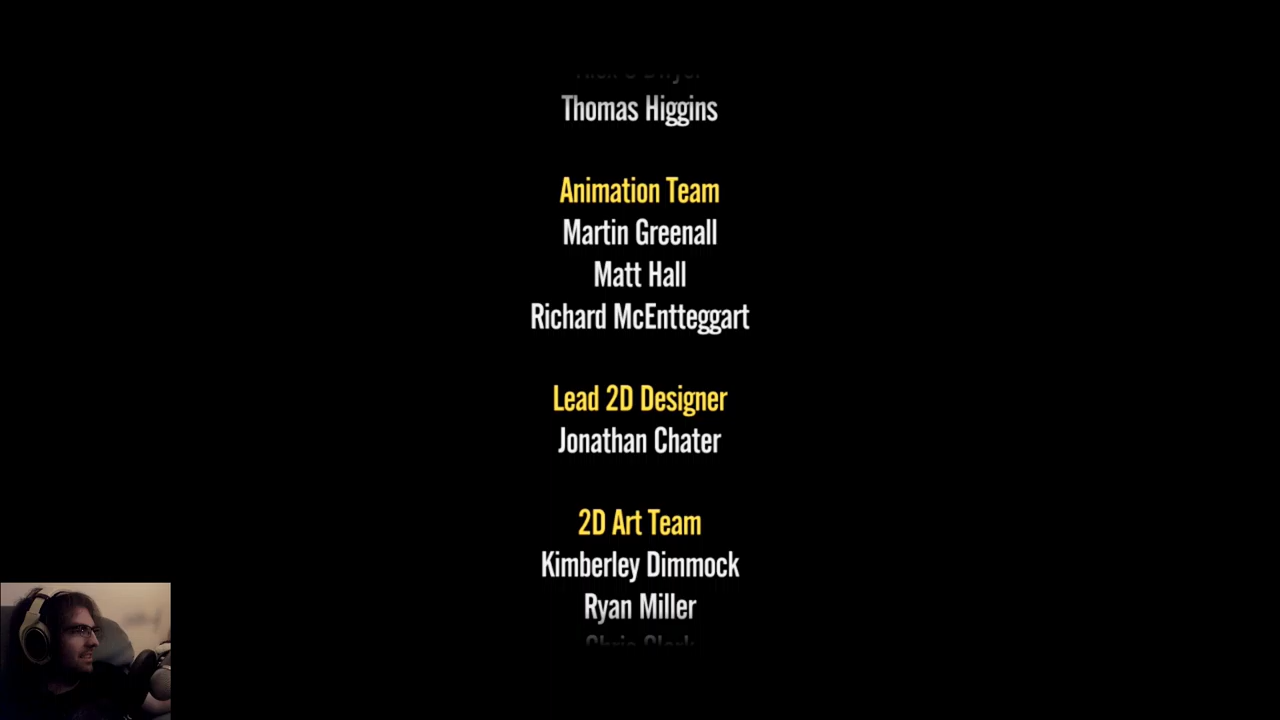 Thomas Higgins
Animation Team
Martin Greenall
Matt Hall
Richard McEntteggart
Lead 2D Designer
Jonathan Chater
2D Art Team
Kimberley Dimmock
Ryan Miller